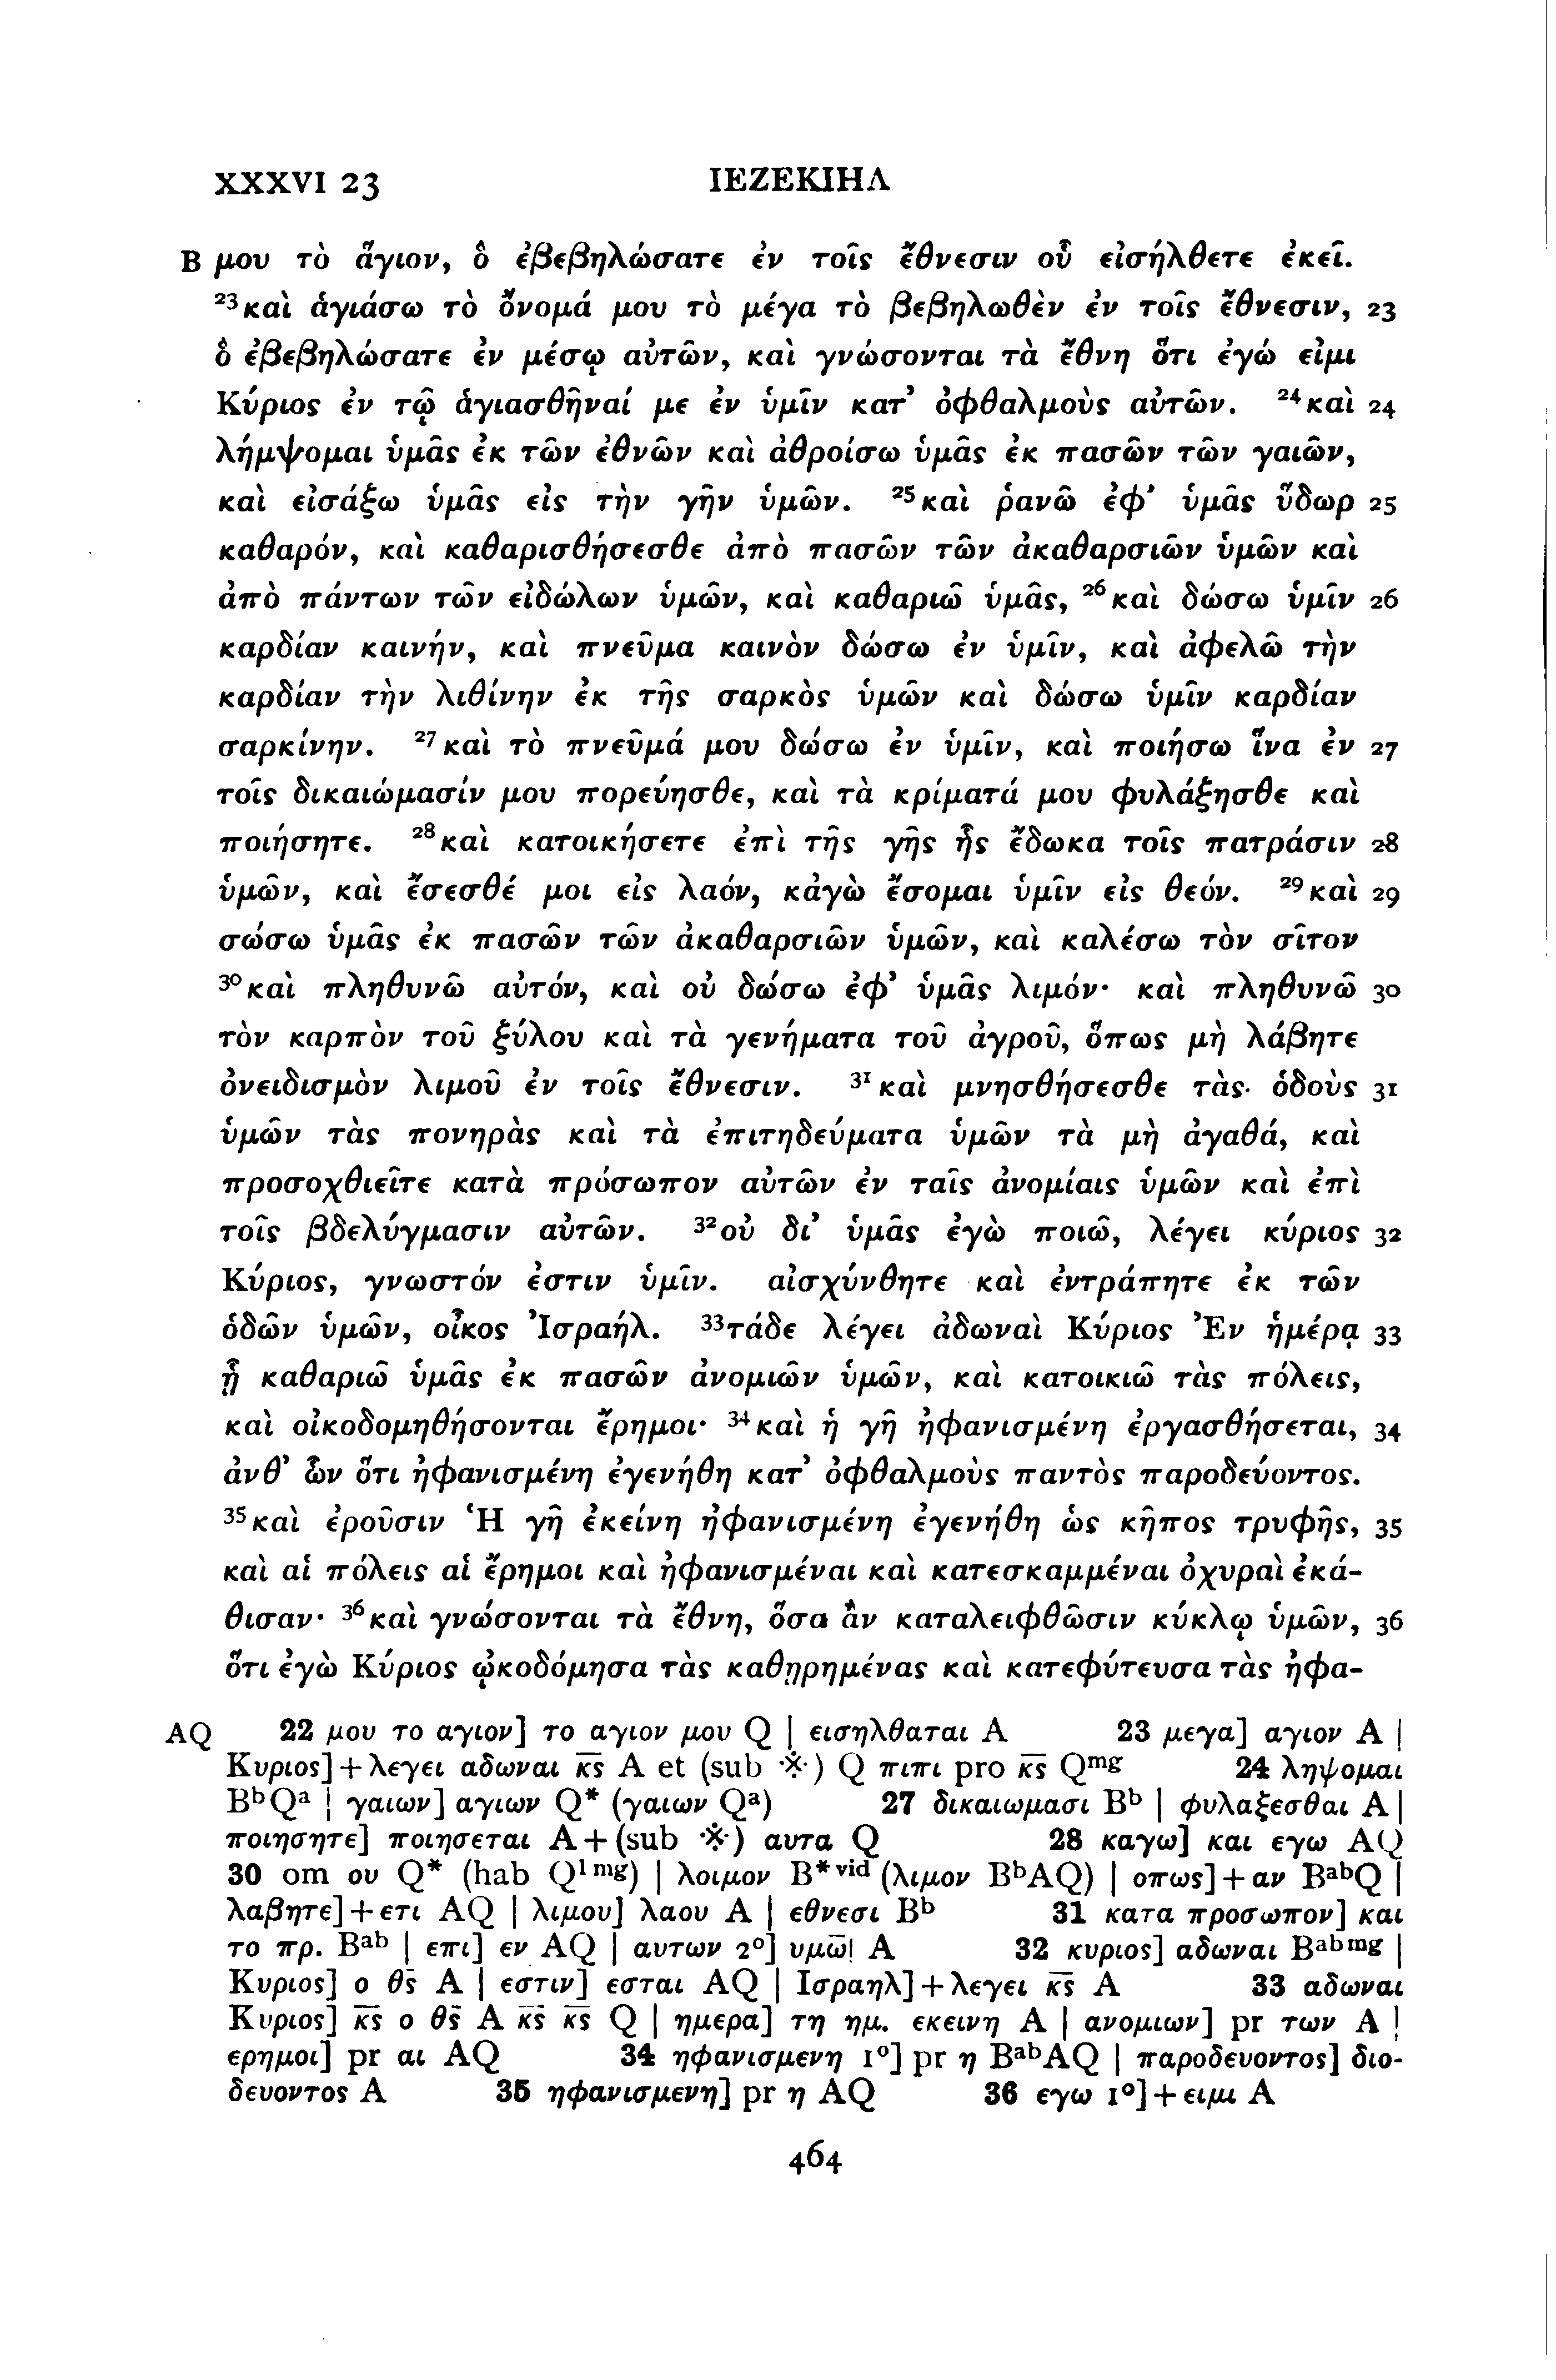 XXXVI 23 ΙΕΖΕΚΙΗΛ
B μου τὸ ἅγιον, ὃ ἐβεβηλώσατε ἐν τοῖς ἔθνεσιν οὗ εἰσήλθετε ἐκεῖ.
²³καὶ ἁγιάσω τὸ ὄνομά μου τὸ μέγα τὸ βεβηλωθὲν ἐν τοῖς ἔθνεσιν, 23
ὃ ἐβεβηλώσατε ἐν μέσῳ αὐτῶν, καὶ γνώσονται τὰ ἔθνη ὅτι ἐγώ εἰμι
Κύριος ἐν τῷ ἁγιασθῆναί με ἐν ὑμῖν κατ᾽ ὀφθαλμοὺς αὐτῶν. ²⁴καὶ 24
λήμψομαι ὑμᾶς ἐκ τῶν ἐθνῶν καὶ ἀθροίσω ὑμᾶς ἐκ πασῶν τῶν γαιῶν,
καὶ εἰσάξω ὑμᾶς εἰς τὴν γῆν ὑμῶν. ²⁵καὶ ῥανῶ ἐφ᾽ ὑμᾶς ὕδωρ 25
καθαρόν, καὶ καθαρισθήσεσθε ἀπὸ πασῶν τῶν ἀκαθαρσιῶν ὑμῶν καὶ
ἀπὸ πάντων τῶν εἰδώλων ὑμῶν, καὶ καθαριῶ ὑμᾶς, ²⁶καὶ δώσω ὑμῖν 26
καρδίαν καινήν, καὶ πνεῦμα καινὸν δώσω ἐν ὑμῖν, καὶ ἀφελῶ τὴν
καρδίαν τὴν λιθίνην ἐκ τῆς σαρκὸς ὑμῶν καὶ δώσω ὑμῖν καρδίαν
σαρκίνην. ²⁷καὶ τὸ πνεῦμά μου δώσω ἐν ὑμῖν, καὶ ποιήσω ἵνα ἐν 27
τοῖς δικαιώμασίν μου πορεύησθε, καὶ τὰ κρίματά μου φυλάξησθε καὶ
ποιήσητε. ²⁸καὶ κατοικήσετε ἐπὶ τῆς γῆς ἧς ἔδωκα τοῖς πατράσιν 28
ὑμῶν, καὶ ἔσεσθέ μοι εἰς λαόν, κἀγὼ ἔσομαι ὑμῖν εἰς θεόν. ²⁹καὶ 29
σώσω ὑμᾶς ἐκ πασῶν τῶν ἀκαθαρσιῶν ὑμῶν, καὶ καλέσω τὸν σῖτον
³⁰καὶ πληθυνῶ αὐτόν, καὶ οὐ δώσω ἐφ᾽ ὑμᾶς λιμόν· καὶ πληθυνῶ 30
τὸν καρπὸν τοῦ ξύλου καὶ τὰ γενήματα τοῦ ἀγροῦ, ὅπως μὴ λάβητε
ὀνειδισμὸν λιμοῦ ἐν τοῖς ἔθνεσιν. ³¹καὶ μνησθήσεσθε τὰς ὁδοὺς 31
ὑμῶν τὰς πονηρὰς καὶ τὰ ἐπιτηδεύματα ὑμῶν τὰ μὴ ἀγαθά, καὶ
προσοχθιεῖτε κατὰ πρόσωπον αὐτῶν ἐν ταῖς ἀνομίαις ὑμῶν καὶ ἐπὶ
τοῖς βδελύγμασιν αὐτῶν. ³²οὐ δι᾽ ὑμᾶς ἐγὼ ποιῶ, λέγει κύριος 32
Κύριος, γνωστόν ἐστιν ὑμῖν. αἰσχύνθητε καὶ ἐντράπητε ἐκ τῶν
ὁδῶν ὑμῶν, οἶκος Ἰσραήλ. ³³τάδε λέγει ἀδωναὶ Κύριος Ἐν ἡμέρᾳ 33
ᾗ καθαριῶ ὑμᾶς ἐκ πασῶν ἀνομιῶν ὑμῶν, καὶ κατοικιῶ τὰς πόλεις,
καὶ οἰκοδομηθήσονται ἔρημοι· ³⁴καὶ ἡ γῆ ἠφανισμένη ἐργασθήσεται, 34
ἀνθ᾽ ὧν ὅτι ἠφανισμένη ἐγενήθη κατ᾽ ὀφθαλμοὺς παντὸς παροδεύοντος.
³⁵καὶ ἐροῦσιν Ἡ γῆ ἐκείνη ἠφανισμένη ἐγενήθη ὡς κῆπος τρυφῆς, 35
καὶ αἱ πόλεις αἱ ἔρημοι καὶ ἠφανισμέναι καὶ κατεσκαμμέναι ὀχυραὶ ἐκά-
θισαν· ³⁶καὶ γνώσονται τὰ ἔθνη, ὅσα ἂν καταλειφθῶσιν κύκλῳ ὑμῶν, 36
ὅτι ἐγὼ Κύριος ᾠκοδόμησα τὰς καθῃρημένας καὶ κατεφύτευσα τὰς ἠφα-
AQ 22 μου το αγιον] το αγιον μου Q | εισηλθαται A 23 μεγα] αγιον A |
Κυριος] + λεγει αδωναι κ̅ς̅ A et (sub ※) Q πιπι pro κ̅ς̅ Qᵐᵍ 24 ληψομαι
BᵇQᵃ | γαιων] αγιων Q* (γαιων Qᵃ) 27 δικαιωμασι Bᵇ | φυλαξεσθαι A |
ποιησητε] ποιησεται A + (sub ※) αυτα Q 28 καγω] και εγω AQ
30 om ου Q* (hab Q¹ᵐᵍ) | λοιμον B*ᵛⁱᵈ (λιμον BᵇAQ) | οπως] + αν BᵃᵇQ |
λαβητε] + ετι AQ | λιμου] λαου A | εθνεσι Bᵇ 31 κατα προσωπον] και
το πρ. Bᵃᵇ | επι] εν AQ | αυτων 2°] υμω̅| A 32 κυριος] αδωναι Bᵃᵇᵐᵍ |
Κυριος] ο θ̅ς̅ A | εστιν] εσται AQ | Ισραηλ] + λεγει κ̅ς̅ A 33 αδωναι
Κυριος] κ̅ς̅ ο θ̅ς̅ A κ̅ς̅ κ̅ς̅ Q | ημερα] τη ημ. εκεινη A | ανομιων] pr των A |
ερημοι] pr αι AQ 34 ηφανισμενη 1°] pr η BᵃᵇAQ | παροδευοντος] διο-
δευοντος A 35 ηφανισμενη] pr η AQ 36 εγω 1°] + ειμι A
464